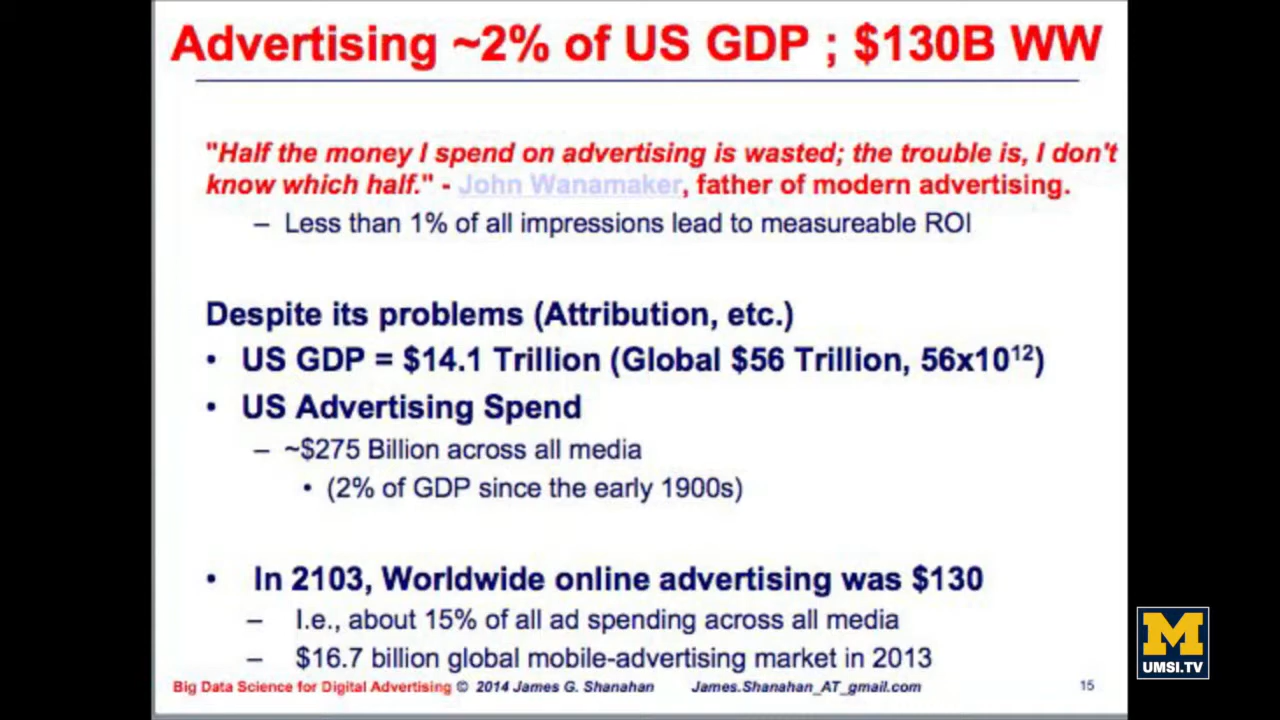 Advertising ~2% of US GDP ; $130B WW
"Half the money I spend on advertising is wasted; the trouble is, I don't
know which half." - John Wanamaker, father of modern advertising.
– Less than 1% of all impressions lead to measureable ROI
Despite its problems (Attribution, etc.)
• US GDP = $14.1 Trillion (Global $56 Trillion, 56x10¹²)
• US Advertising Spend
– ~$275 Billion across all media
• (2% of GDP since the early 1900s)
• In 2103, Worldwide online advertising was $130
– I.e., about 15% of all ad spending across all media
– $16.7 billion global mobile-advertising market in 2013
Big Data Science for Digital Advertising © 2014 James G. Shanahan James.Shanahan_AT_gmail.com 15
M
UMSI.TV